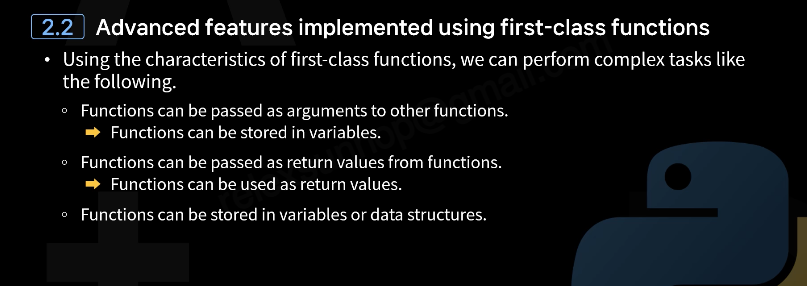 2.2 Advanced features implemented using first-class functions
• Using the characteristics of first-class functions, we can perform complex tasks like
the following.
○ Functions can be passed as arguments to other functions.
➡ Functions can be stored in variables.
○ Functions can be passed as return values from functions.
➡ Functions can be used as return values.
○ Functions can be stored in variables or data structures.